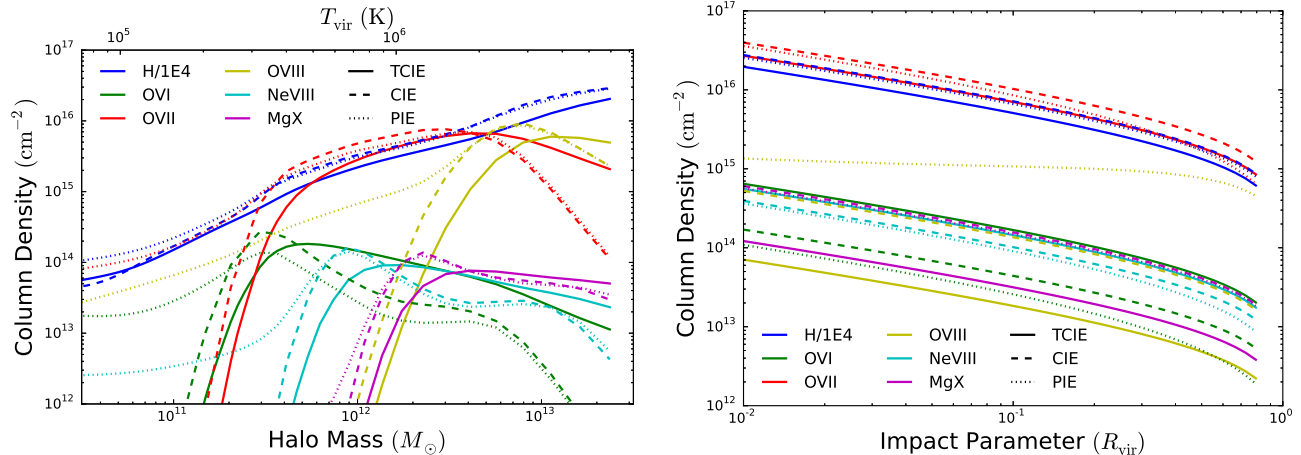 T_vir (K)
10^5 10^6
10^17
10^16
10^15
10^14
10^13
10^12
Column Density (cm^−2)
H/1E4 OVIII TCIE
OVI NeVIII CIE
OVII MgX PIE
10^11 10^12 10^13
Halo Mass (M_⊙)
10^17
10^16
10^15
10^14
10^13
10^12
Column Density (cm^−2)
H/1E4 OVIII TCIE
OVI NeVIII CIE
OVII MgX PIE
10^−2 10^−1 10^0
Impact Parameter (R_vir)